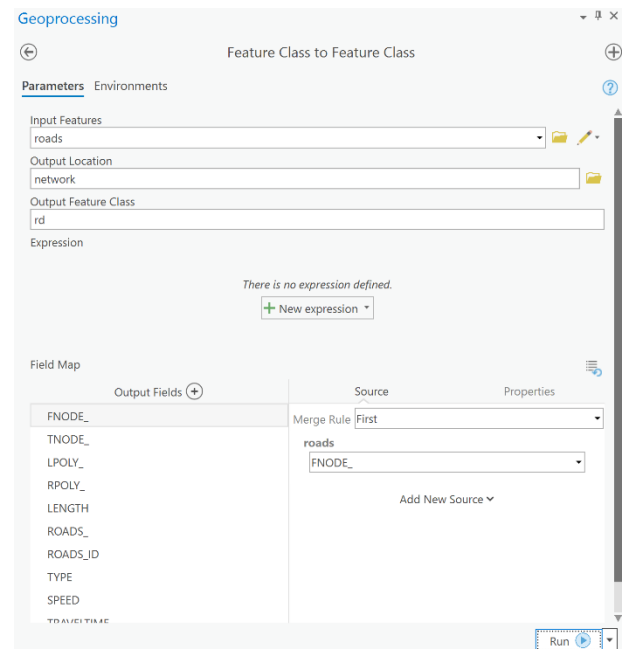 Geoprocessing
Feature Class to Feature Class
Parameters Environments
Input Features
roads
Output Location
network
Output Feature Class
rd
Expression
There is no expression defined.
New expression
Field Map
Output Fields
Source Properties
FNODE_
Merge Rule First
TNODE_
roads
LPOLY_
FNODE_
RPOLY_
LENGTH
Add New Source
ROADS_
ROADS_ID
TYPE
SPEED
TRAVELTIME
Run